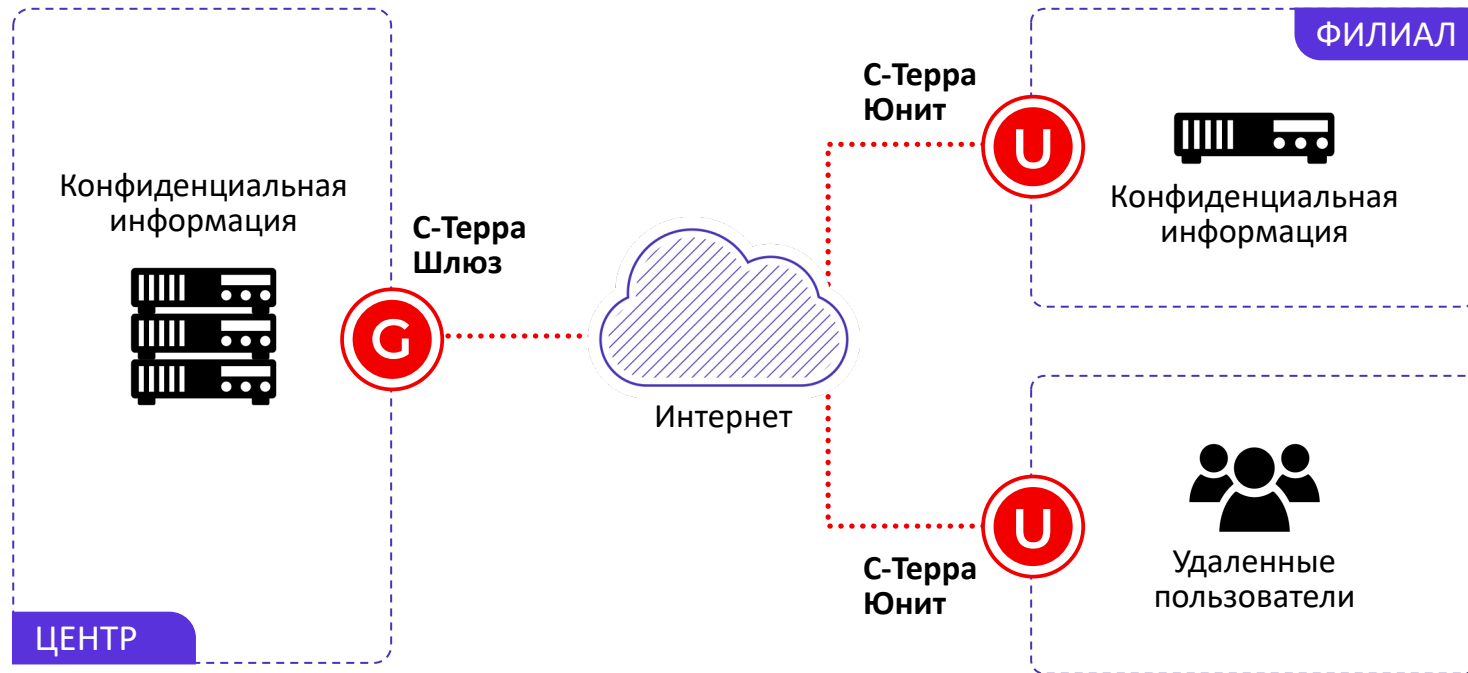 ФИЛИАЛ
С-Терра
Юнит
Конфиденциальная
информация
Конфиденциальная
информация
С-Терра
Шлюз
U
G
Интернет
U
С-Терра
Юнит
Удаленные
пользователи
ЦЕНТР